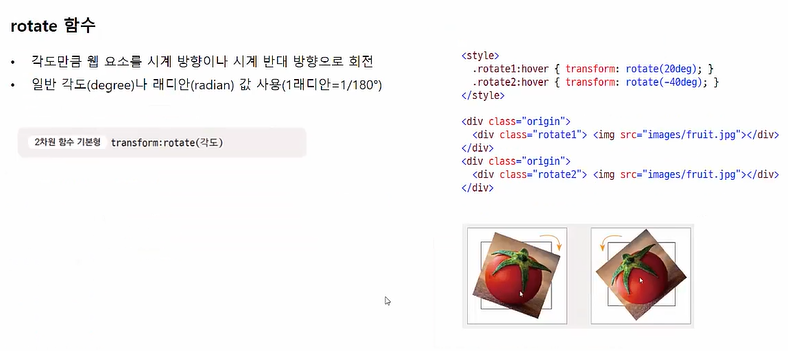 rotate 함수
• 각도만큼 웹 요소를 시계 방향이나 시계 반대 방향으로 회전
• 일반 각도(degree)나 래디안(radian) 값 사용(1래디안=1/180°)
2차원 함수 기본형 transform:rotate(각도)
<style>
.rotate1:hover { transform: rotate(20deg); }
.rotate2:hover { transform: rotate(-40deg); }
</style>
<div class="origin">
<div class="rotate1"> <img src="images/fruit.jpg"></div>
</div>
<div class="origin">
<div class="rotate2"> <img src="images/fruit.jpg"></div>
</div>